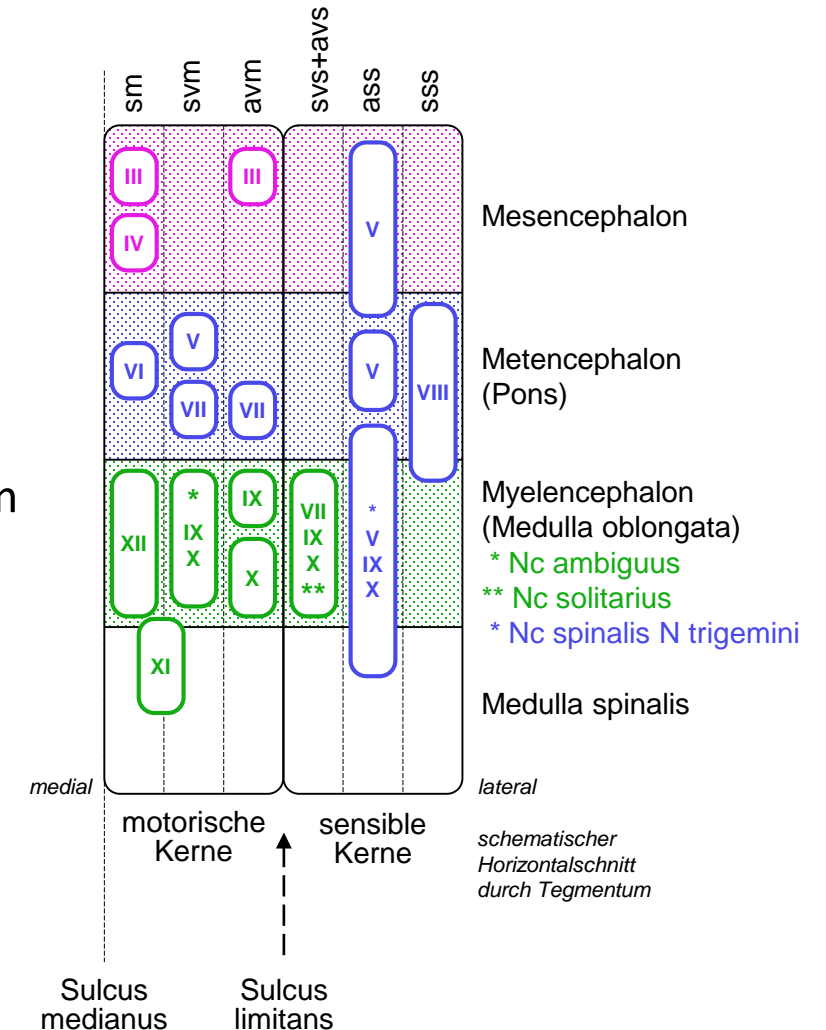 sm
svm
avm
svs+avs
ass
sss
III
III
IV
V
Mesencephalon
VI
V
VII
VII
V
VIII
Metencephalon
(Pons)
n
XII
*
IX
X
IX
X
VII
IX
X
**
*
V
IX
X
Myelencephalon
(Medulla oblongata)
* Nc ambiguus
** Nc solitarius
* Nc spinalis N trigemini
XI
Medulla spinalis
medial
lateral
motorische
Kerne
sensible
Kerne
schematischer
Horizontalschnitt
durch Tegmentum
Sulcus
medianus
Sulcus
limitans